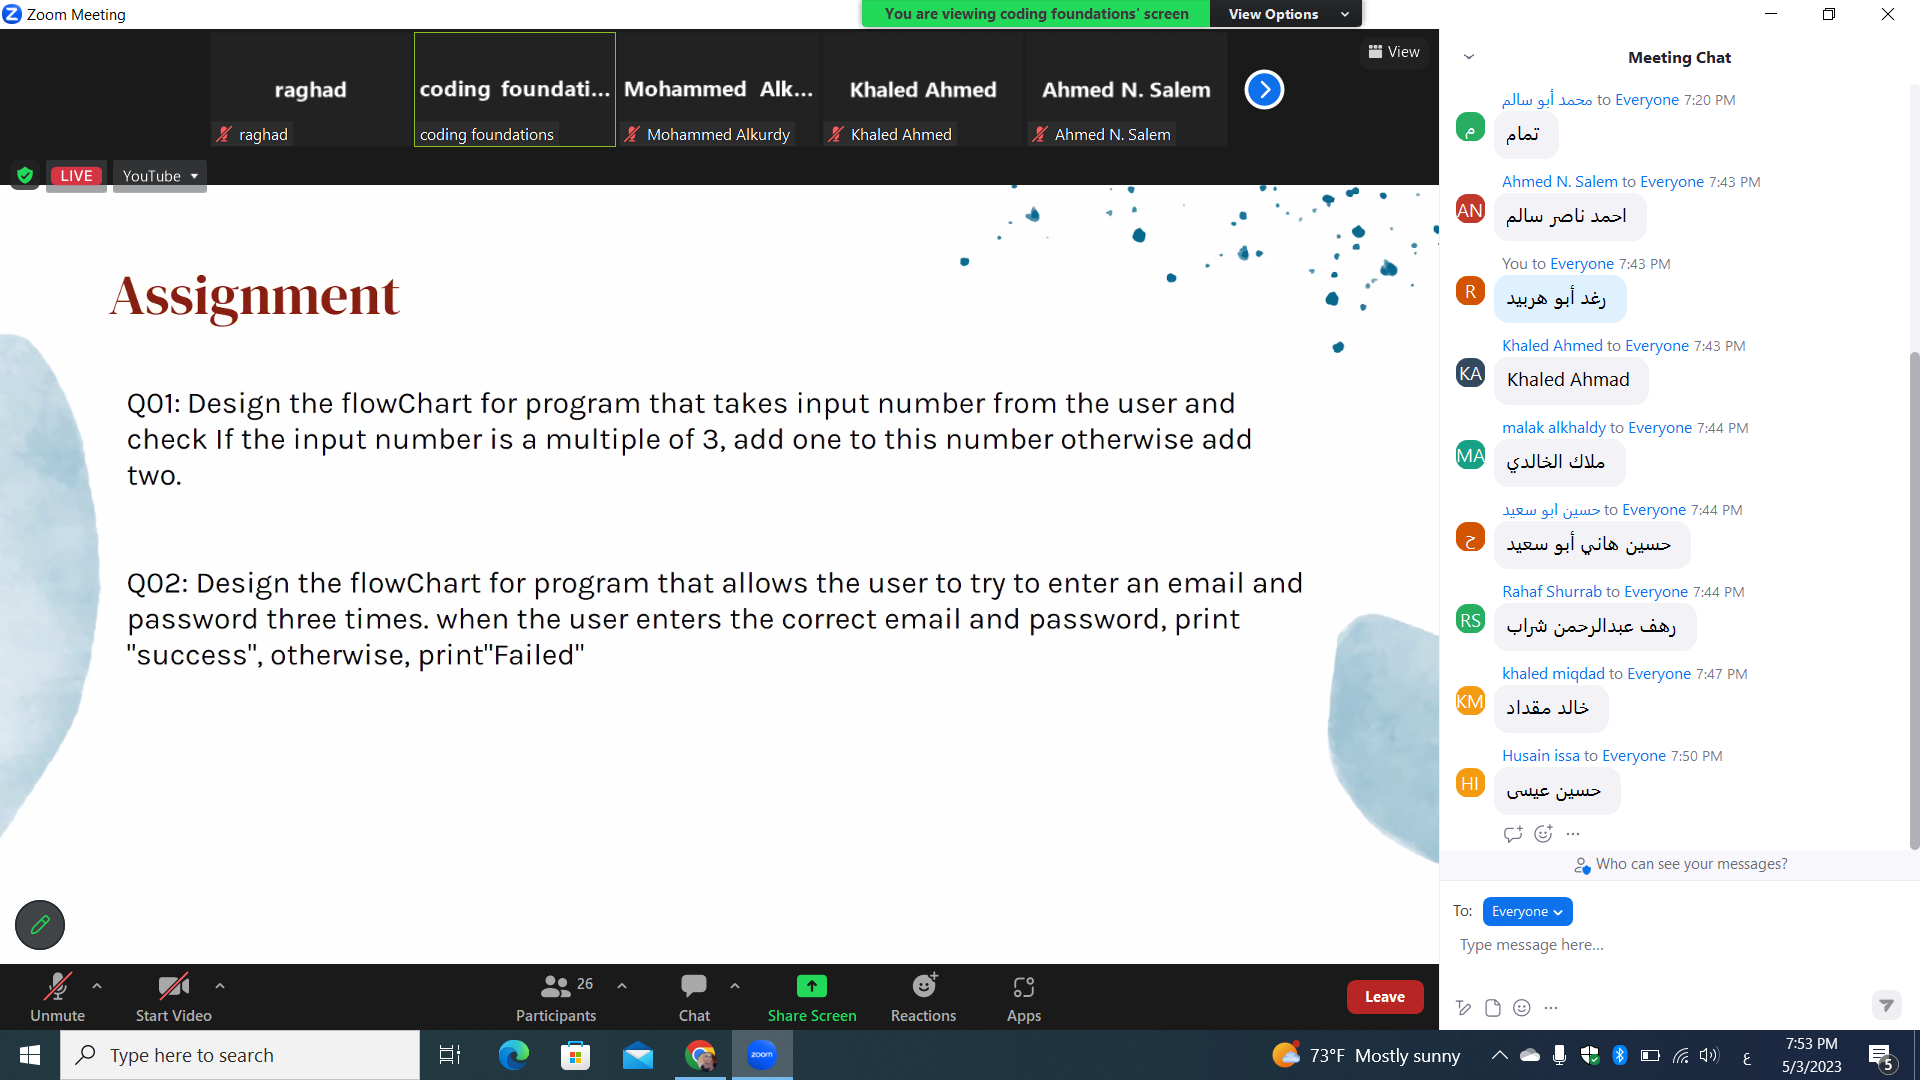 Zoom Meeting
You are viewing coding foundations' screen
View Options
raghad
coding foundati...
Mohammed Alk...
Khaled Ahmed
Ahmed N. Salem
View
raghad
coding foundations
Mohammed Alkurdy
Khaled Ahmed
Ahmed N. Salem
LIVE
YouTube
Assignment
Q01: Design the flowChart for program that takes input number from the user and
check If the input number is a multiple of 3, add one to this number otherwise add
two.
Q02: Design the flowChart for program that allows the user to try to enter an email and
password three times. when the user enters the correct email and password, print
"success", otherwise, print"Failed"
Meeting Chat
محمد أبو سالم to Everyone 7:20 PM
م
تمام
Ahmed N. Salem to Everyone 7:43 PM
AN
احمد ناصر سالم
You to Everyone 7:43 PM
R
رغد أبو هربيد
Khaled Ahmed to Everyone 7:43 PM
KA
Khaled Ahmad
malak alkhaldy to Everyone 7:44 PM
MA
ملاك الخالدي
حسين ابو سعيد to Everyone 7:44 PM
ح
حسين هاني أبو سعيد
Rahaf Shurrab to Everyone 7:44 PM
RS
رهف عبدالرحمن شراب
khaled miqdad to Everyone 7:47 PM
KM
خالد مقداد
Husain issa to Everyone 7:50 PM
HI
حسين عيسى
Who can see your messages?
To: Everyone
Type message here...
Unmute
Start Video
26
Participants
Chat
Share Screen
Reactions
Apps
Leave
Type here to search
zoom
73°F Mostly sunny
ع
7:53 PM
5/3/2023
5